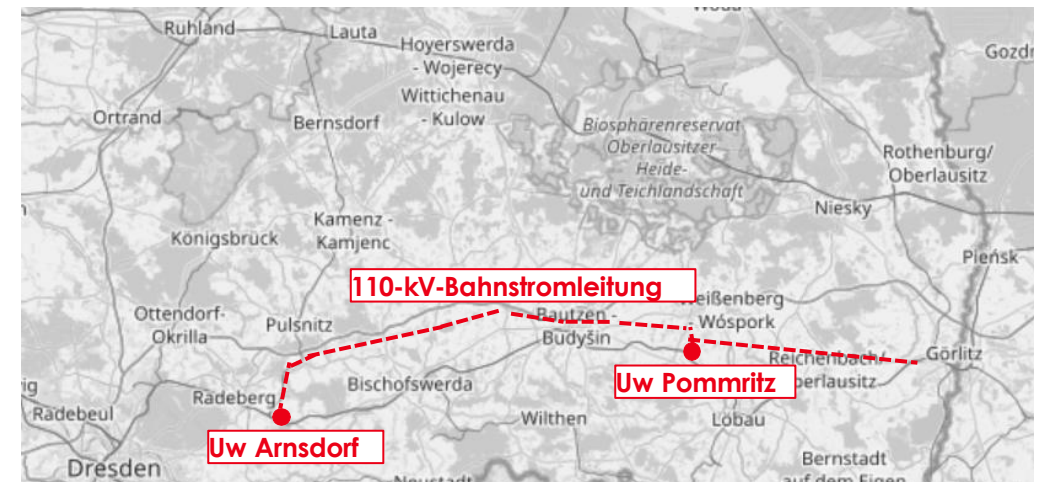 Ruhland
Lauta
Hoyerswerda
- Wojerecy
Wittichenau
- Kulow
Ortrand
Bernsdorf
Biosphärenreservat
Oberlausitzer
Heide-
und Teichlandschaft
Rothenburg/
Oberlausitz
Niesky
Kamenz -
Kamjenc
Königsbrück
Pieńsk
110-kV-Bahnstromleitung
Ottendorf-
Okrilla
Pulsnitz
Bautzen -
Budyšin
- Wóspork
Görlitz
Reichenbach/
Uw Pommritz
Bischofswerda
Radeberg
Radebeul
Wilthen
Löbau
Uw Arnsdorf
Dresden
Bernstadt
auf dem Eigen